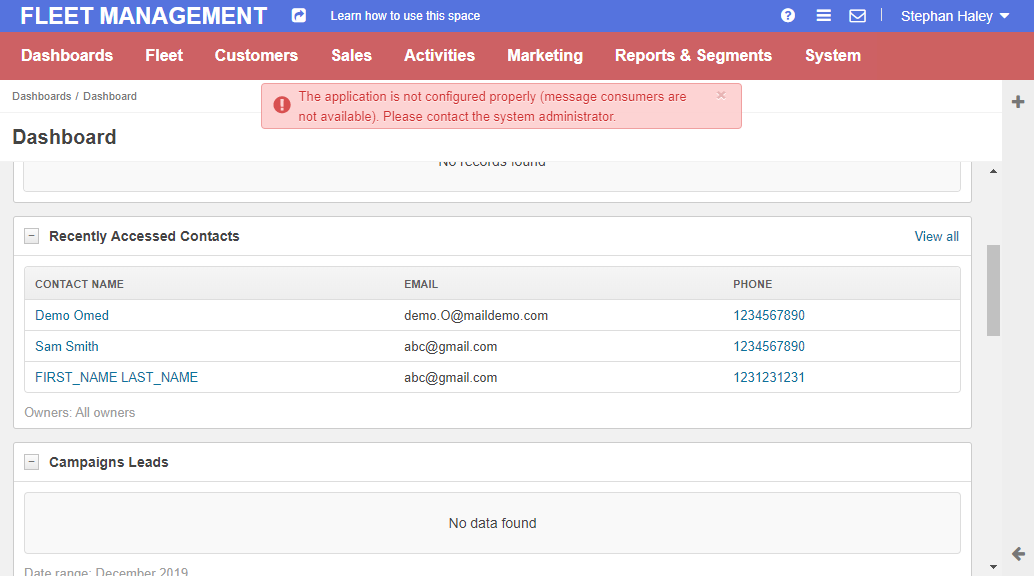 FLEET MANAGEMENT Learn how to use this space Stephan Haley
Dashboards Fleet Customers Sales Activities Marketing Reports & Segments System
Dashboards / Dashboard
The application is not configured properly (message consumers are
not available). Please contact the system administrator.
Dashboard
No records found
Recently Accessed Contacts View all
CONTACT NAME EMAIL PHONE
Demo Omed demo.O@maildemo.com 1234567890
Sam Smith abc@gmail.com 1234567890
FIRST_NAME LAST_NAME abc@gmail.com 1231231231
Owners: All owners
Campaigns Leads
No data found
Date range: December 2019